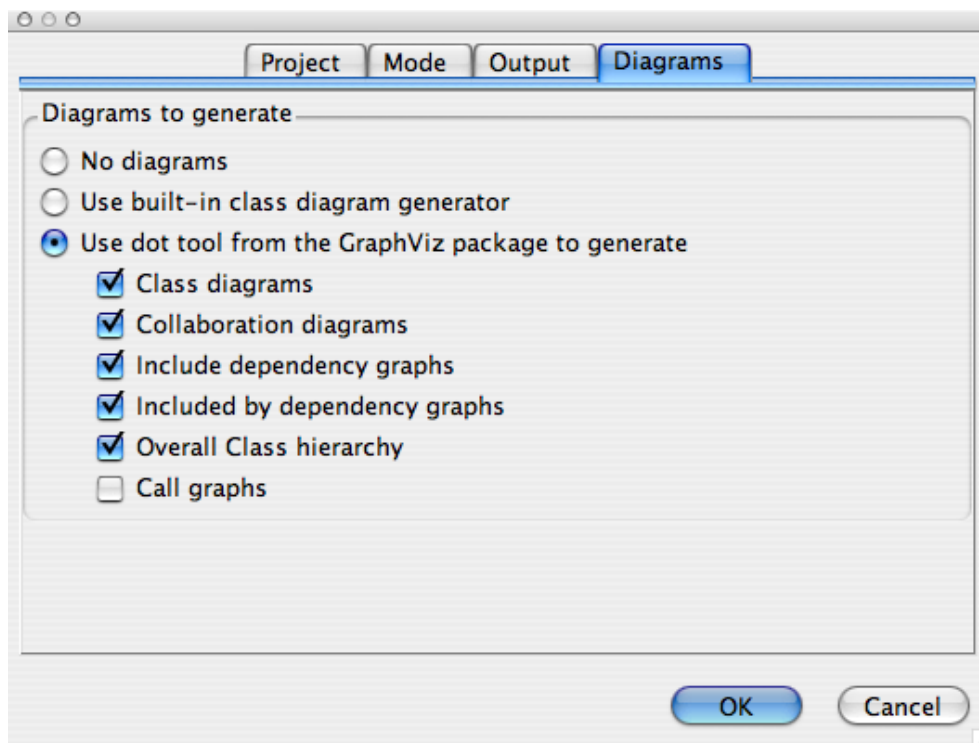 Project Mode Output Diagrams
Diagrams to generate
No diagrams
Use built-in class diagram generator
Use dot tool from the GraphViz package to generate
Class diagrams
Collaboration diagrams
Include dependency graphs
Included by dependency graphs
Overall Class hierarchy
Call graphs
OK Cancel